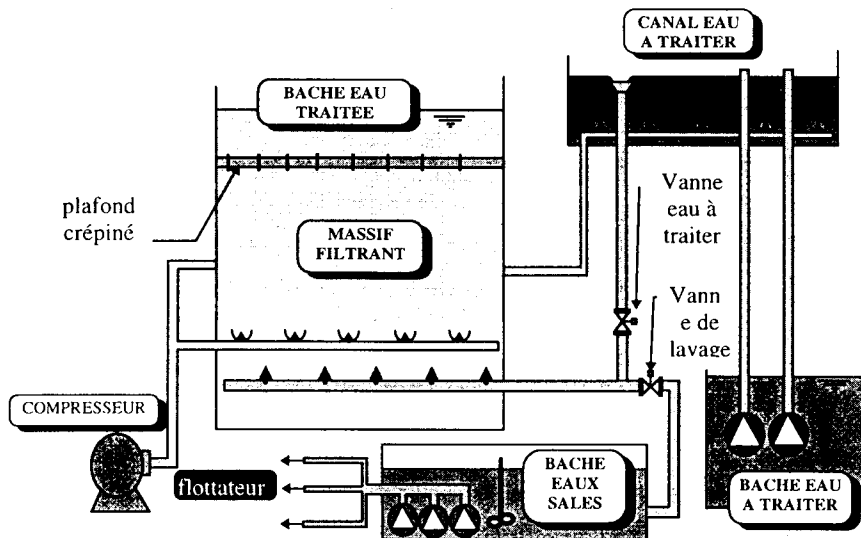 CANAL EAU
A TRAITER
BACHE EAU
TRAITEE
plafond
crépiné
MASSIF
FILTRANT
Vanne
eau à
traiter
Vann
e de
lavage
COMPRESSEUR
flottateur
BACHE
EAUX
SALES
BACHE EAU
A TRAITER